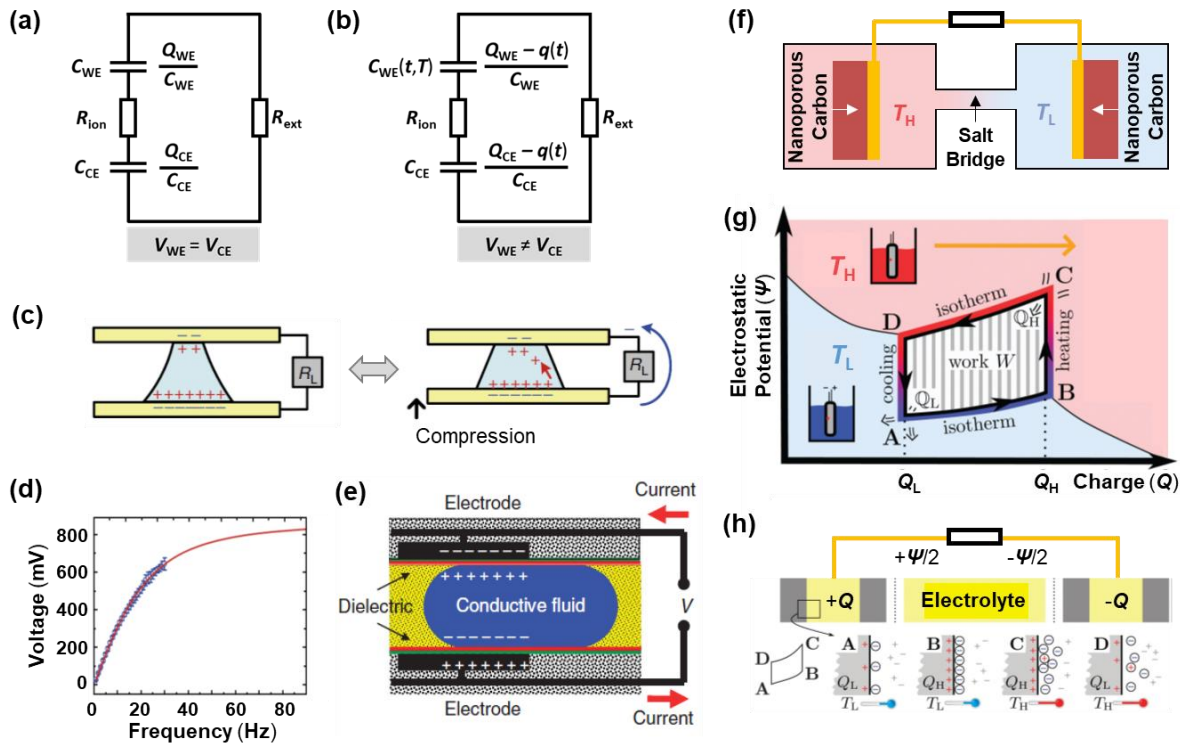 (a)
C_WE
Q_WE
C_WE
R_ion
R_ext
C_CE
Q_CE
C_CE
V_WE = V_CE
(b)
C_WE(t,T)
Q_WE − q(t)
C_WE
R_ion
R_ext
C_CE
Q_CE − q(t)
C_CE
V_WE ≠ V_CE
(c)
− −
+ +
+ + + + + + +
− − − − − −
R_L
−
− −
+ +
+
+ + + + + +
− − − − − −
R_L
Compression
(d)
Voltage (mV)
800
600
400
200
0
0
20
40
60
80
Frequency (Hz)
(e)
Electrode
Current
− − − − − − −
+ + + + + + +
Dielectric
Conductive fluid
V
− − − − − − −
+ + + + + + +
Electrode
Current
(f)
Nanoporous
Carbon
T_H
Salt
Bridge
T_L
Nanoporous
Carbon
(g)
Electrostatic
Potential (Ψ)
T_H
T_L
C
isotherm
ℚ_H
D
cooling
work W
heating
ℚ_L
B
A
isotherm
Q_L
Q_H
Charge (Q)
(h)
+Ψ/2
-Ψ/2
+Q
Electrolyte
-Q
D
C
A
B
A
Q_L
T_L
B
Q_H
T_L
C
Q_H
T_H
D
Q_L
T_H